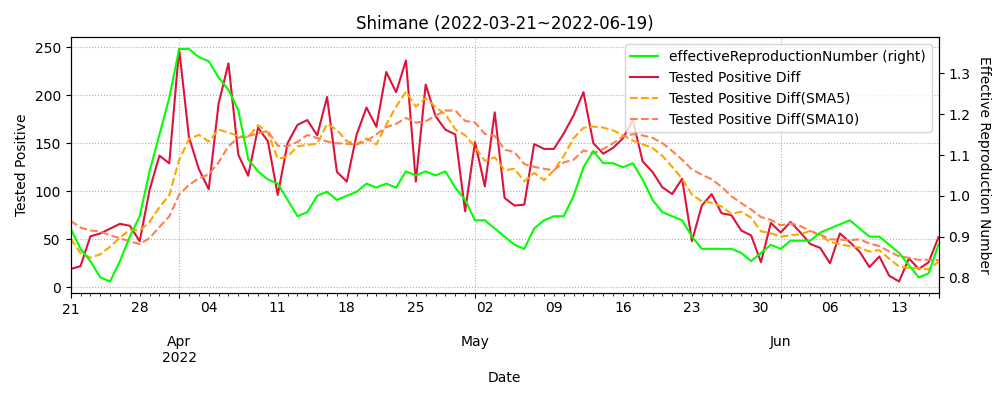 Shimane (2022-03-21~2022-06-19)
effectiveReproductionNumber (right)
Tested Positive Diff
Tested Positive Diff(SMA5)
Tested Positive Diff(SMA10)
Tested Positive
250
200
150
100
50
0
1.3
1.2
1.1
1.0
0.9
0.8
Effective Reproduction Number
21 28 04 11 18 25 02 09 16 23 30 06 13
Apr May Jun
2022
Date